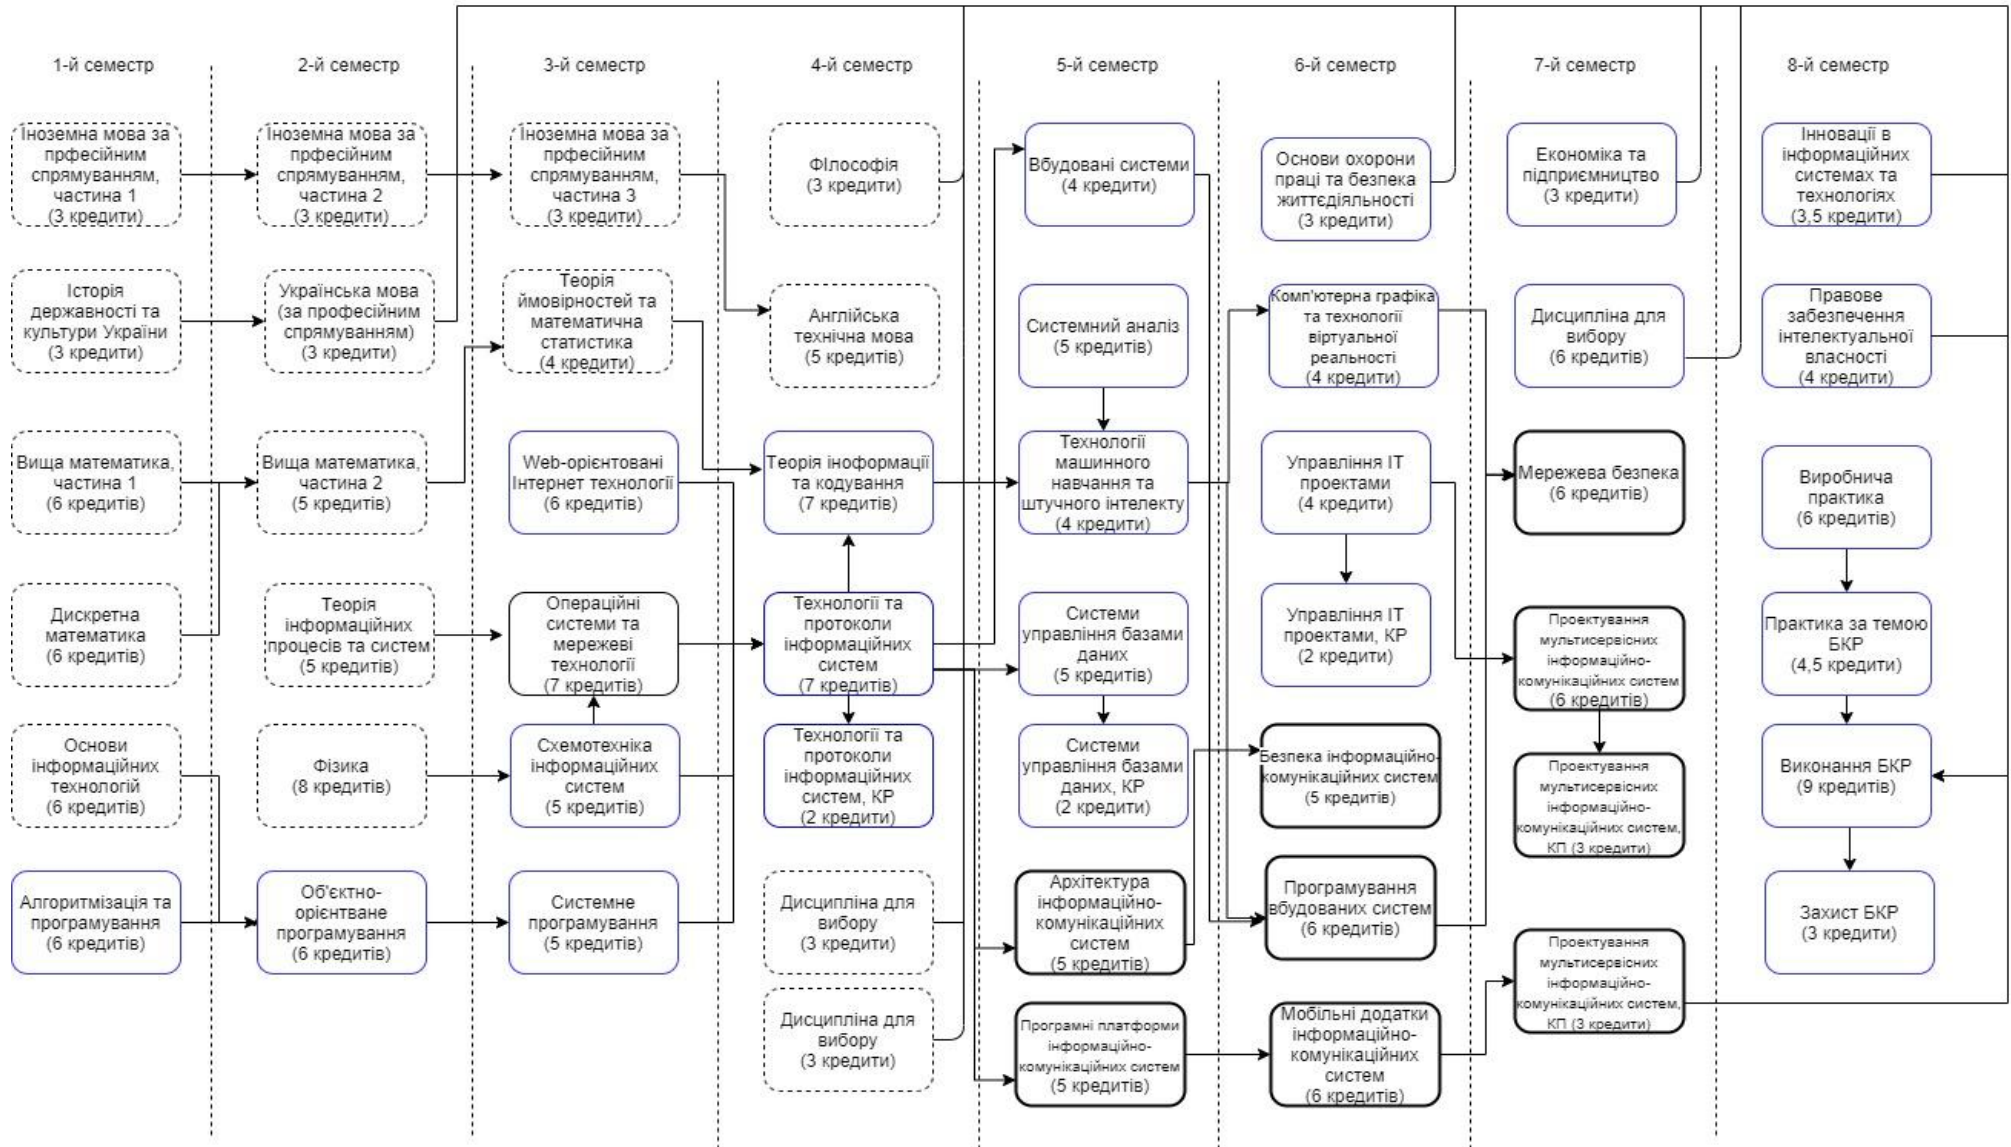 1-й семестр
2-й семестр
3-й семестр
4-й семестр
5-й семестр
6-й семестр
7-й семестр
8-й семестр
Іноземна мова за
прфесійним
спрямуванням,
частина 1
(3 кредити)
Історія
державності та
культури України
(3 кредити)
Вища математика,
частина 1
(6 кредитів)
Дискретна
математика
(6 кредитів)
Основи
інформаційних
технологій
(6 кредитів)
Алгоритмізація та
програмування
(6 кредитів)
Іноземна мова за
прфесійним
спрямуванням,
частина 2
(3 кредити)
Українська мова
(за професійним
спрямуванням)
(3 кредити)
Вища математика,
частина 2
(5 кредитів)
Теорія
інформаційних
процесів та систем
(5 кредитів)
Фізика
(8 кредитів)
Об'єктно-
орієнтване
програмування
(6 кредитів)
Іноземна мова за
прфесійним
спрямуванням,
частина 3
(3 кредити)
Теорія
ймовірностей та
математична
статистика
(4 кредити)
Web-орієнтовані
Інтернет технології
(6 кредитів)
Операційні
системи та
мережеві
технології
(7 кредитів)
Схемотехніка
інформаційних
систем
(5 кредитів)
Системне
програмування
(5 кредитів)
ФІлософія
(3 кредити)
Англійська
технічна мова
(5 кредитів)
Теорія іноформації
та кодування
(7 кредитів)
Технології та
протоколи
інформаційних
систем
(7 кредитів)
Технології та
протоколи
інформаційних
систем, КР
(2 кредити)
Дисципліна для
вибору
(3 кредити)
Дисципліна для
вибору
(3 кредити)
Вбудовані системи
(4 кредити)
Системний аналіз
(5 кредитів)
Технології
машинного
навчання та
штучного інтелекту
(4 кредити)
Системи
управління базами
даних
(5 кредитів)
Системи
управління базами
даних, КР
(2 кредити)
Архітектура
інформаційно-
комунікаційних
систем
(5 кредитів)
Програмні платформи
інформаційно-
комунікаційних систем
(5 кредитів)
Основи охорони
праці та безпека
життєдіяльності
(3 кредити)
Комп'ютерна графіка
та технології
віртуальної
реальності
(4 кредити)
Управління ІТ
проектами
(4 кредити)
Управління ІТ
проектами, КР
(2 кредити)
Безпека інформаційно-
комунікаційних систем
(5 кредитів)
Програмування
вбудованих систем
(6 кредитів)
Мобільні додатки
інформаційно-
комунікаційних
систем
(6 кредитів)
Економіка та
підприємництво
(3 кредити)
Дисципліна для
вибору
(6 кредитів)
Мережева безпека
(6 кредитів)
Проектування
мультисервісних
інформаційно-
комунікаційних систем
(6 кредитів)
Проектування
мультисервісних
інформаційно-
комунікаційних систем,
КП (3 кредити)
Проектування
мультисервісних
інформаційно-
комунікаційних систем,
КП (3 кредити)
Інновації в
інформаційних
системах та
технологіях
(3,5 кредити)
Правове
забезпечення
інтелектуальної
власності
(4 кредити)
Виробнича
практика
(6 кредитів)
Практика за темою
БКР
(4,5 кредити)
Виконання БКР
(9 кредитів)
Захист БКР
(3 кредити)